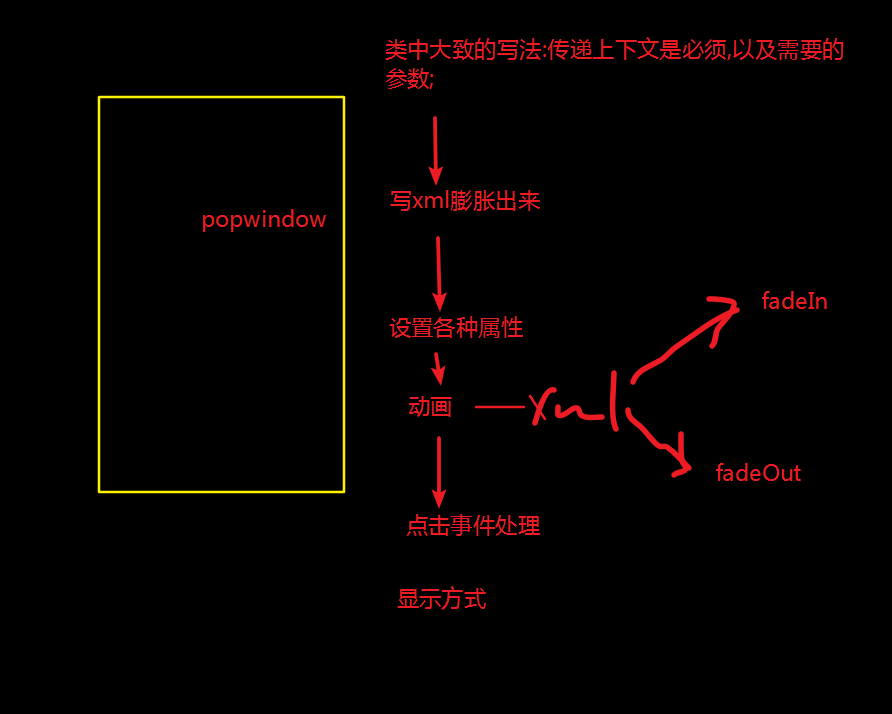 类中大致的写法:传递上下文是必须,以及需要的
参数;
写xml膨胀出来
popwindow
设置各种属性
fadeIn
动画
Xml
fadeOut
点击事件处理
显示方式